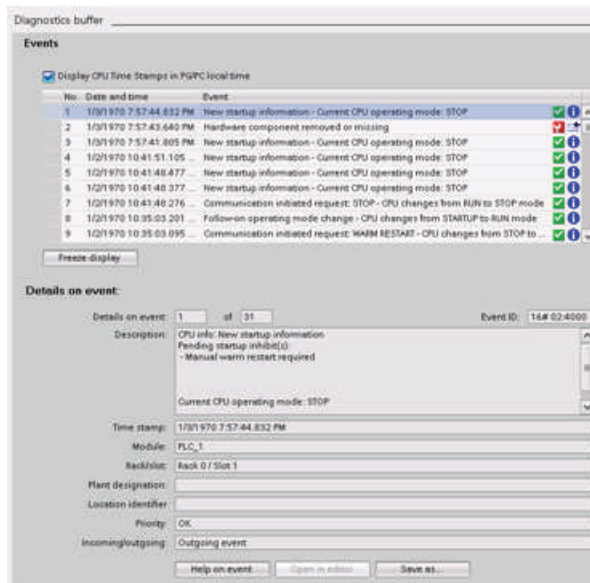 Diagnostics buffer
Events
Display CPU Time Stamps in PG/PC local time
No. Date and time Event
1 1/3/1970 7:57:44.832 PM New startup information - Current CPU operating mode: STOP
2 1/3/1970 7:57:43.640 PM Hardware component removed or missing
3 1/3/1970 7:57:41.805 PM New startup information - Current CPU operating mode: STOP
4 1/2/1970 10:41:51.105 ... New startup information - Current CPU operating mode: STOP
5 1/2/1970 10:41:48.477 ... New startup information - Current CPU operating mode: STOP
6 1/2/1970 10:41:48.377 ... New startup information - Current CPU operating mode: STOP
7 1/2/1970 10:41:48.276 ... Communication initiated request: STOP - CPU changes from RUN to STOP mode
8 1/2/1970 10:35:03.201 ... Follow-on operating mode change - CPU changes from STARTUP to RUN mode
9 1/2/1970 10:35:03.095 ... Communication initiated request: WARM RESTART - CPU changes from STOP to ...
Freeze display
Details on event:
Details on event: 1 of 31 Event ID: 16# 02:4000
Description: CPU info: New startup information
Pending startup inhibit(s):
- Manual warm restart required
Current CPU operating mode: STOP
Time stamp: 1/3/1970 7:57:44.832 PM
Module: PLC_1
Rack/slot: Rack 0 / Slot 1
Plant designation:
Location identifier
Priority: OK
Incoming/outgoing: Outgoing event
Help on event Open in editor Save as...